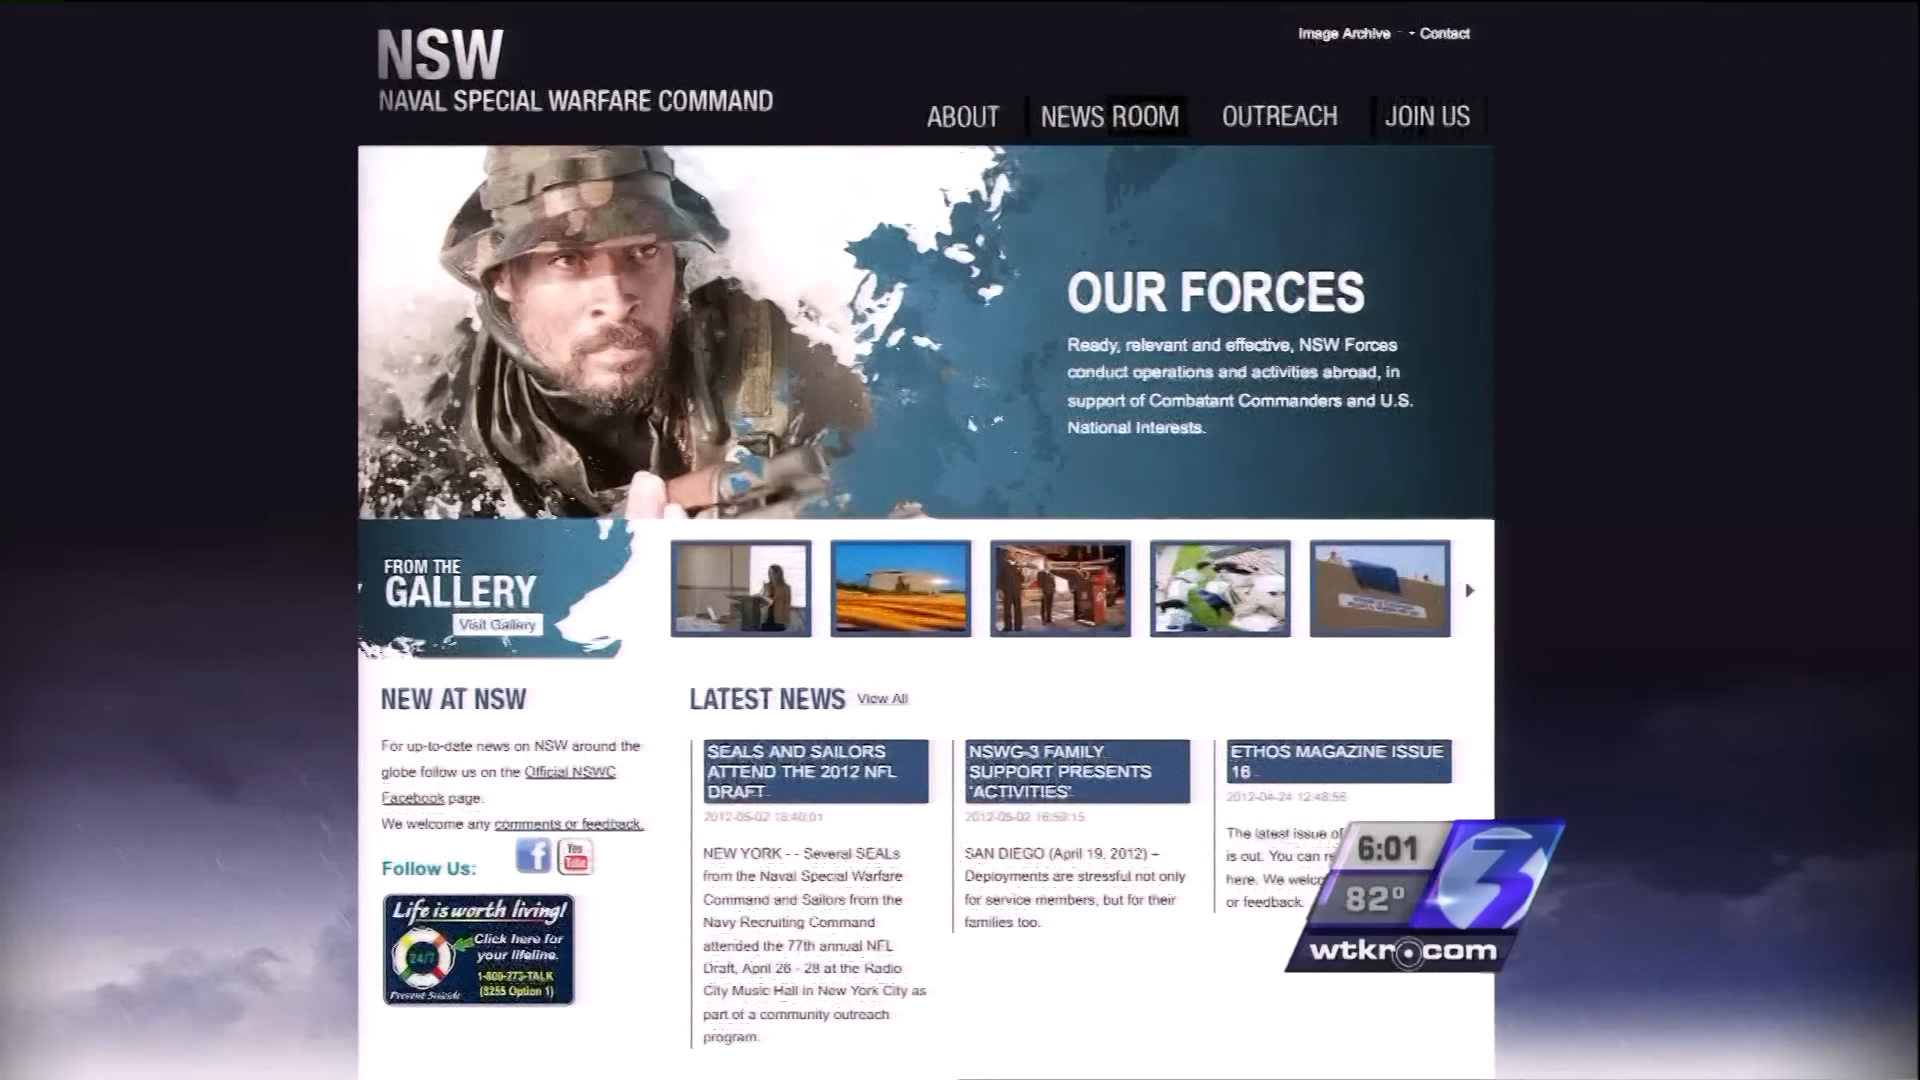 NSW
NAVAL SPECIAL WARFARE COMMAND
Image Archive - Contact
ABOUT NEWS ROOM OUTREACH JOIN US
OUR FORCES
Ready, relevant and effective, NSW Forces
conduct operations and activities abroad, in
support of Combatant Commanders and U.S.
National Interests.
FROM THE
GALLERY
Visit Gallery
NEW AT NSW
For up-to-date news on NSW around the
globe follow us on the Official NSWC
Facebook page.
We welcome any comments or feedback.
Follow Us:
f
You
Tube
Life is worth living!
Click here for
your lifeline.
24/7
1-800-273-TALK
(8255 Option 1)
Prevent Suicide
LATEST NEWS View All
SEALS AND SAILORS
ATTEND THE 2012 NFL
DRAFT
2012-05-02 18:40:01
NEW YORK - - Several SEALs
from the Naval Special Warfare
Command and Sailors from the
Navy Recruiting Command
attended the 77th annual NFL
Draft, April 26 - 28 at the Radio
City Music Hall in New York City as
part of a community outreach
program.
NSWG-3 FAMILY
SUPPORT PRESENTS
'ACTIVITIES'
2012-05-02 16:59:15
SAN DIEGO (April 19, 2012) –
Deployments are stressful not only
for service members, but for their
families too.
ETHOS MAGAZINE ISSUE
16
2012-04-24 12:48:56
The latest issue of
is out. You can
here. We
or feedback.
6:01
82°
3
wtkr.com